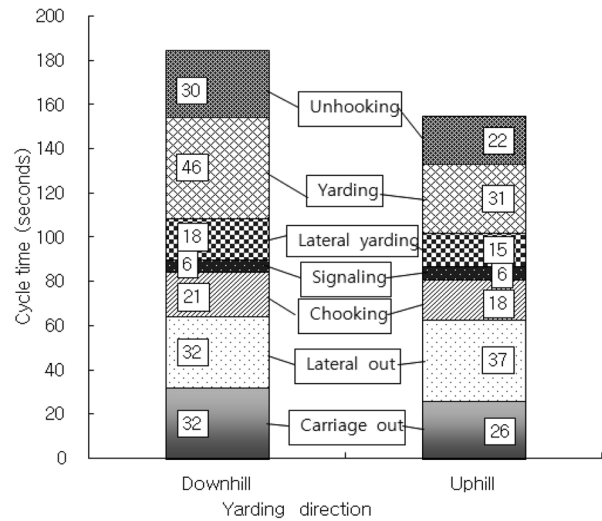 200
180
160
140
120
100
80
60
40
20
0
Cycle time (seconds)
30
46
18
6
21
32
32
Unhooking
Yarding
Lateral yarding
Signaling
Chooking
Lateral out
Carriage out
22
31
15
6
18
37
26
Downhill
Uphill
Yarding direction